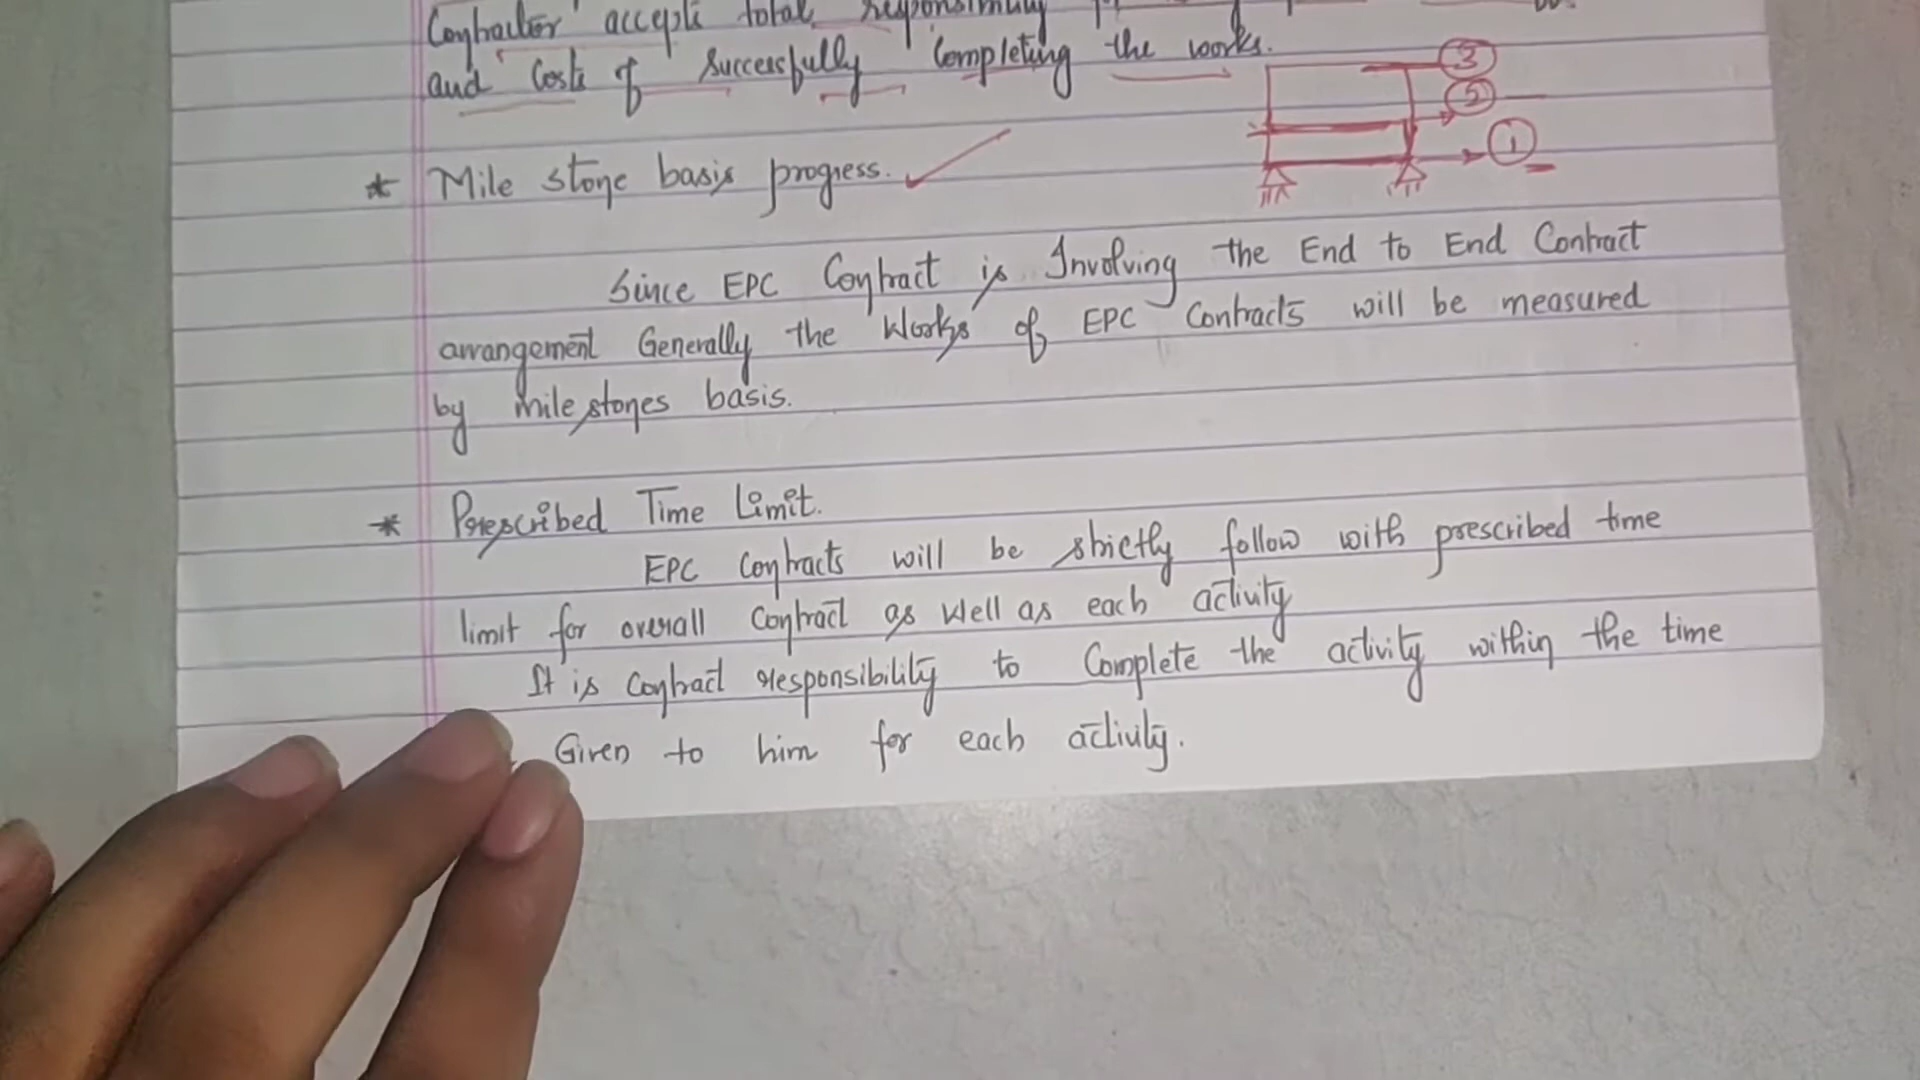 Contractor accepts total responsibility
and Costs of Successfully Completing the works.
3
2
1
* Mile stone basis progress.
Since EPC Contract is Involving the End to End Contract
arrangement Generally the Works of EPC Contracts will be measured
by milestones basis.
* Prescribed Time Limit.
EPC Contracts will be strictly follow with prescribed time
limit for overall Contract as well as each activity
It is Contract responsibility to Complete the activity within the time
Given to him for each activity.